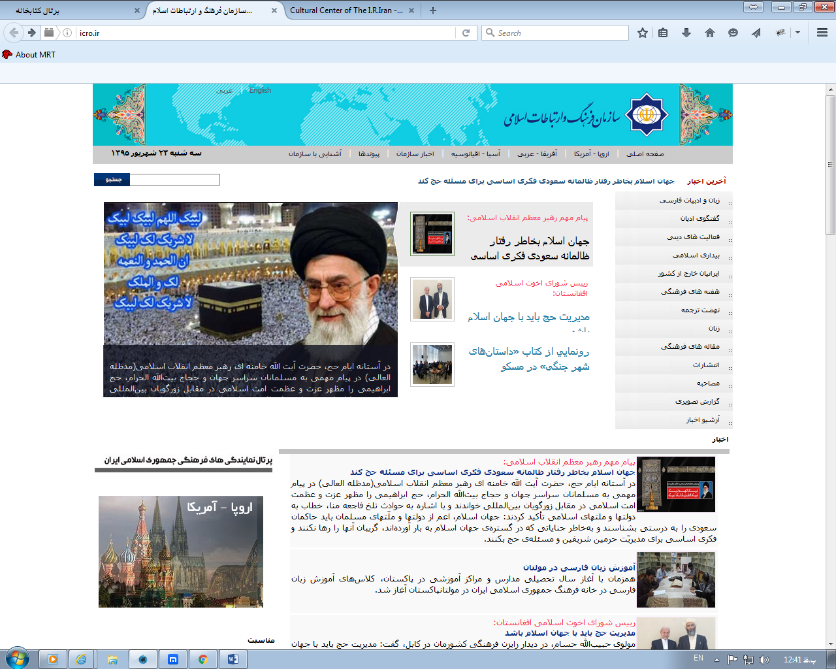 پرتال کتابخانه
سازمان فرهنگ و ارتباطات اسلام...
Cultural Center of The I.R.Iran -...
icro.ir
Search
About MRT
عربی
English
سازمان فرهنگ و ارتباطات اسلامی
صفحه اصلی
اروپا - آمریکا
آفریقا - عربی
آسیا - اقیانوسیه
اخبار سازمان
پیوندها
آشنایی با سازمان
سه شنبه ۲۳ شهریور ۱۳۹۵
آخرین اخبار
جهان اسلام بخاطر رفتار ظالمانه سعودی فکری اساسی برای مسئله حج کند
جستجو
زبان و ادبیات فارسی
گفتگوی ادیان
فعالیت های دینی
بیداری اسلامی
ایرانیان خارج از کشور
هفته های فرهنگی
نهضت ترجمه
زنان
مقاله های فرهنگی
انتشارات
مصاحبه
گزارش تصویری
آرشیو اخبار
پیام مهم رهبر معظم انقلاب اسلامی:
جهان اسلام بخاطر رفتار
ظالمانه سعودی فکری اساسی
رییس شورای اخوت اسلامی
افغانستان:
مدیریت حج باید با جهان اسلام
رونمایی از کتاب «داستان‌های
شهر جنگی» در مسکو
لبیک اللهم لبیک لبیک
لاشریک لک لبیک
ان الحمد و النعمه
لک و الملک
لا شریک لک لبیک
در آستانه ایام حج، حضرت آیت الله خامنه ای رهبر معظم انقلاب اسلامی(مدظله
العالی) در پیام مهمی به مسلمانان سراسر جهان و حجاج بیت‌الله الحرام، حج
ابراهیمی را مظهر عزت و عظمت امت اسلامی در مقابل زورگویان بین‌المللی
اخبار
پیام مهم رهبر معظم انقلاب اسلامی:
جهان اسلام بخاطر رفتار ظالمانه سعودی فکری اساسی برای مسئله حج کند
در آستانه ایام حج، حضرت آیت الله خامنه ای رهبر معظم انقلاب اسلامی(مدظله العالی) در پیام
مهمی به مسلمانان سراسر جهان و حجاج بیت‌الله الحرام، حج ابراهیمی را مظهر عزت و عظمت
امت اسلامی در مقابل زورگویان بین‌المللی خواندند و با اشاره به حوادث تلخ فاجعه منا، خطاب به
دولتها و ملتهای اسلامی تأکید کردند: جهان اسلام، اعم از دولتها و ملّتهای مسلمان باید حاکمان
سعودی را به درستی بشناسند و به‌خاطر جنایاتی که در گستره‌ی جهان اسلام به بار آورده‌اند، گریبان آنها را رها نکنند و
فکری اساسی برای مدیریّت حرمین شریفین و مسئله‌ی حج بکنند.
آموزش زبان فارسی در مولتان
همزمان با آغاز سال تحصیلی مدارس و مراکز آموزشی در پاکستان، کلاس‌های آموزش زبان
فارسی در خانه فرهنگ جمهوری اسلامی ایران در مولتان‌پاکستان آغاز شد.
رییس شورای اخوت اسلامی افغانستان:
مدیریت حج باید با جهان اسلام باشد
مولوی حبیب‌الله حسام، در دیدار رایزن فرهنگی کشورمان در کابل، گفت: مدیریت حج باید با جهان
پرتال نمایندگی های فرهنگی جمهوری اسلامی ایران
اروپا - آمریکا
مناسبت
EN
12:41